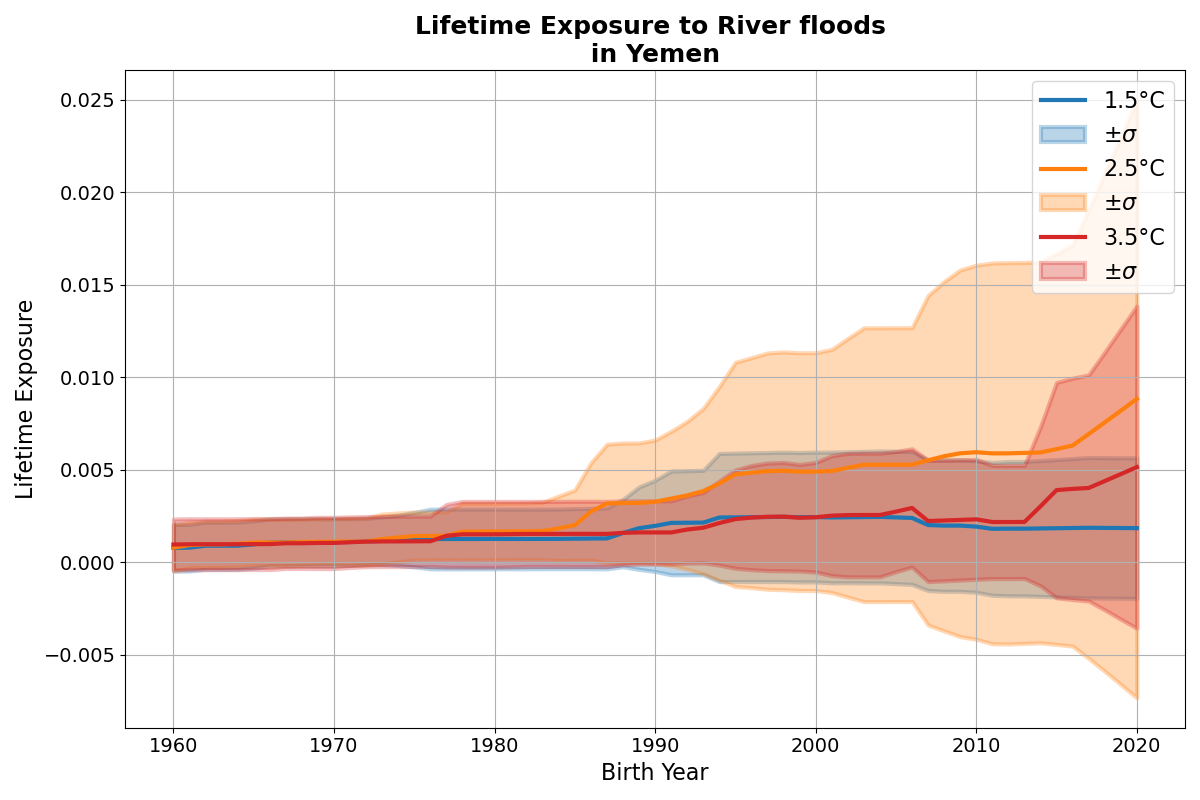 Lifetime Exposure to River floods
in Yemen
0.025
0.020
0.015
0.010
0.005
0.000
−0.005
Lifetime Exposure
1960
1970
1980
1990
2000
2010
2020
Birth Year
1.5°C
±σ
2.5°C
±σ
3.5°C
±σ